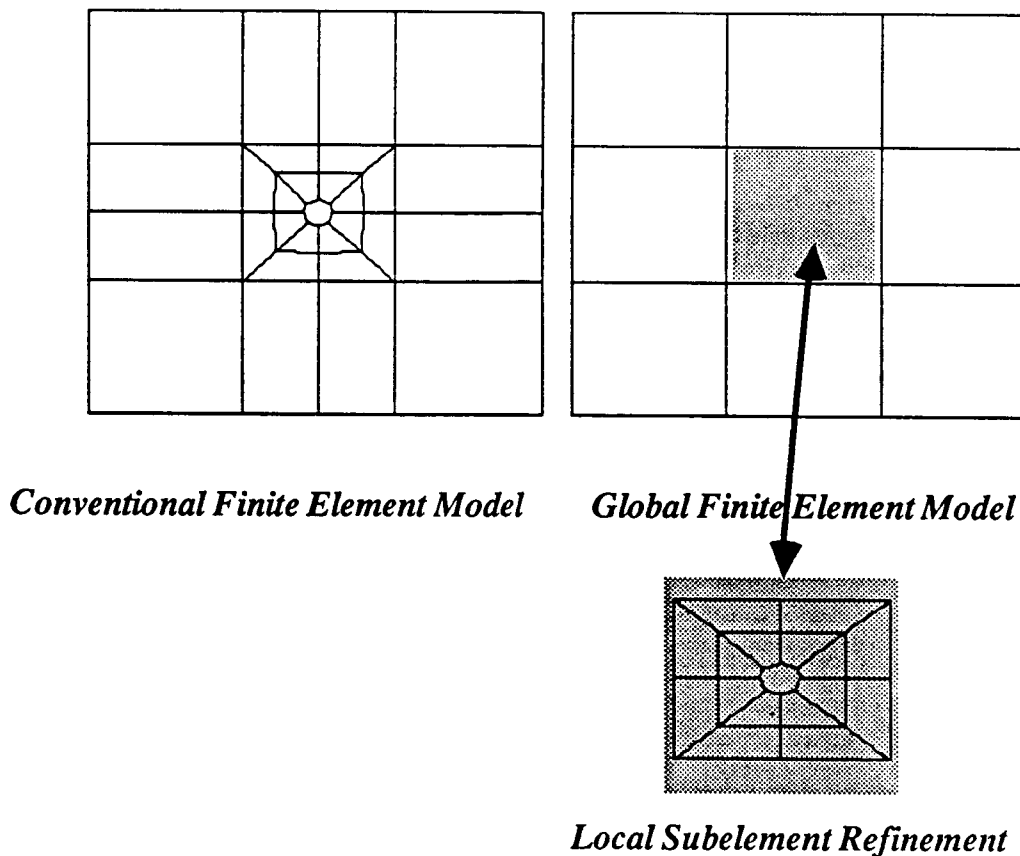 Conventional Finite Element Model
Global Finite Element Model
Local Subelement Refinement